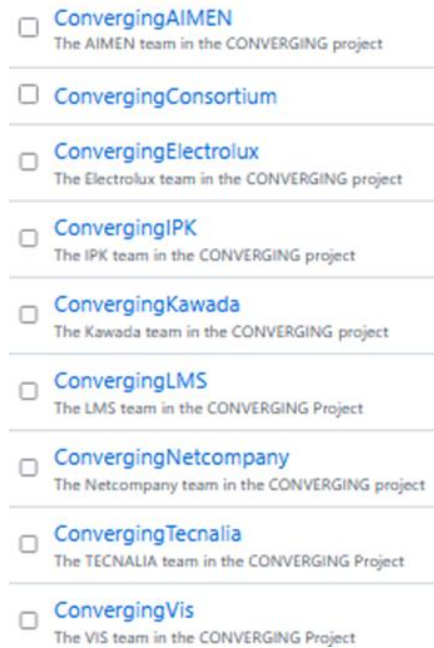 ConvergingAIMEN
The AIMEN team in the CONVERGING project
ConvergingConsortium
ConvergingElectrolux
The Electrolux team in the CONVERGING project
ConvergingIPK
The IPK team in the CONVERGING project
ConvergingKawada
The Kawada team in the CONVERGING project
ConvergingLMS
The LMS team in the CONVERGING Project
ConvergingNetcompany
The Netcompany team in the CONVERGING project
ConvergingTecnalia
The TECNALIA team in the CONVERGING Project
ConvergingVis
The VIS team in the CONVERGING Project